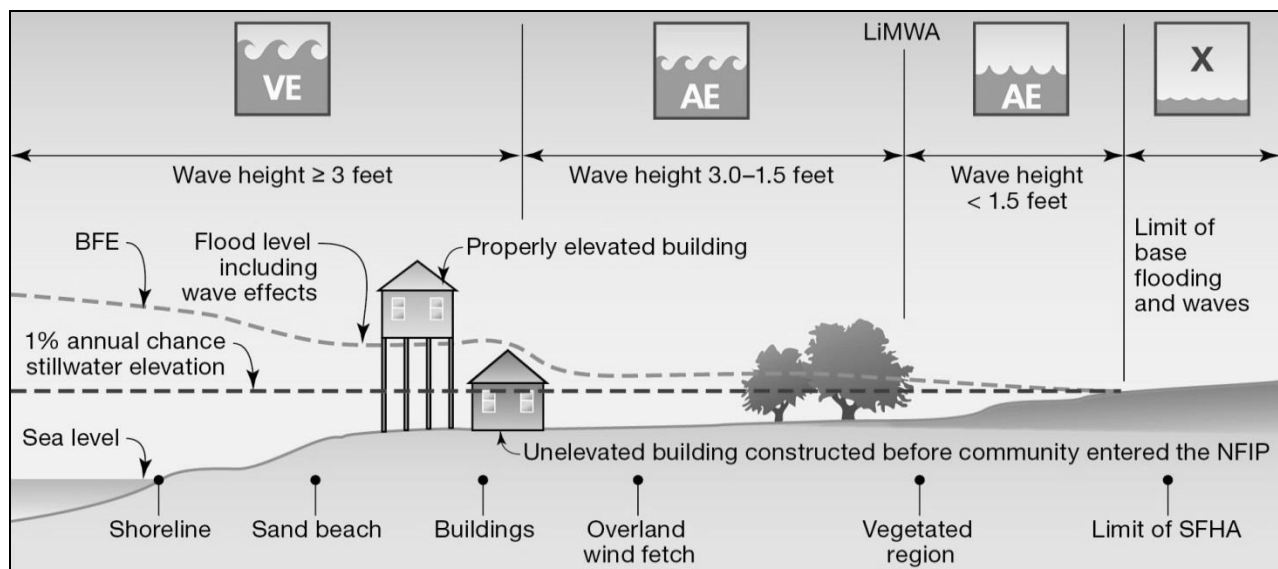 LiMWA
VE
AE
AE
X
Wave height ≥ 3 feet
Wave height 3.0–1.5 feet
Wave height
< 1.5 feet
BFE
Flood level
including
wave effects
Properly elevated building
Limit of
base
flooding
and waves
1% annual chance
stillwater elevation
Sea level
Unelevated building constructed before community entered the NFIP
Shoreline
Sand beach
Buildings
Overland
wind fetch
Vegetated
region
Limit of SFHA